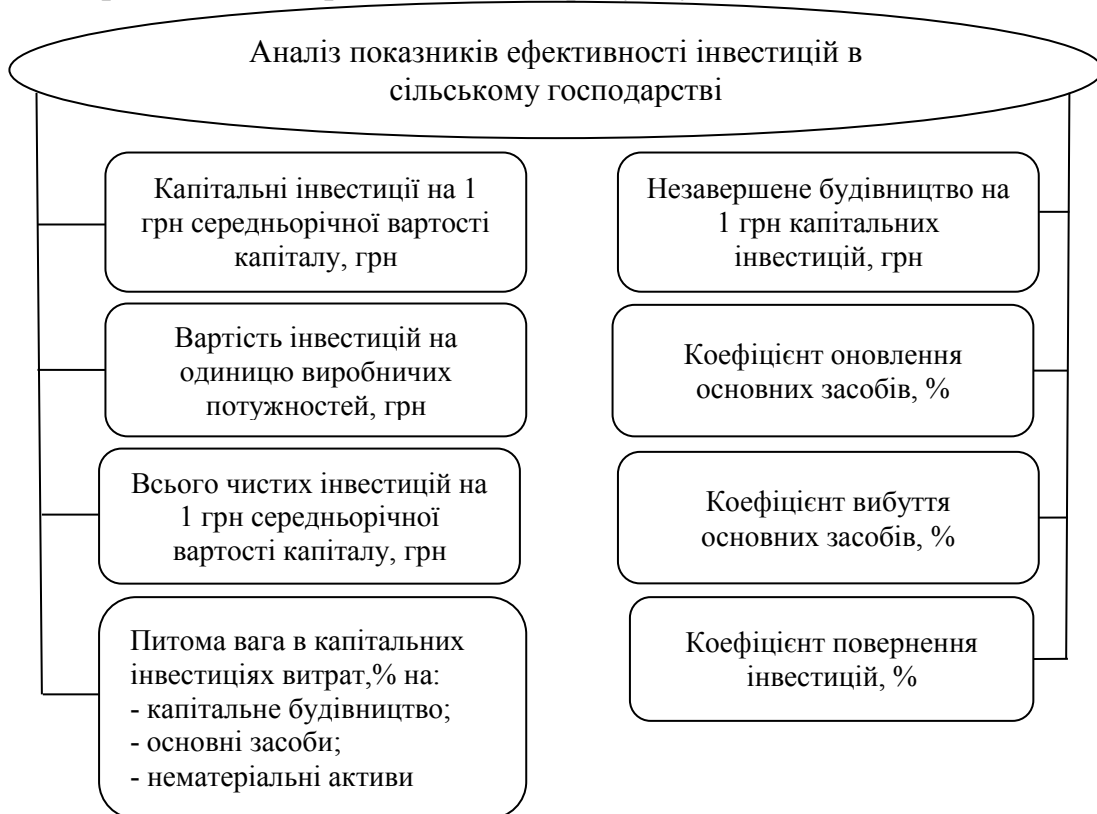 Аналіз показників ефективності інвестицій в
сільському господарстві
Капітальні інвестиції на 1
грн середньорічної вартості
капіталу, грн
Вартість інвестицій на
одиницю виробничих
потужностей, грн
Всього чистих інвестицій на
1 грн середньорічної
вартості капіталу, грн
Питома вага в капітальних
інвестиціях витрат,% на:
- капітальне будівництво;
- основні засоби;
- нематеріальні активи
Незавершене будівництво на
1 грн капітальних
інвестицій, грн
Коефіцієнт оновлення
основних засобів, %
Коефіцієнт вибуття
основних засобів, %
Коефіцієнт повернення
інвестицій, %